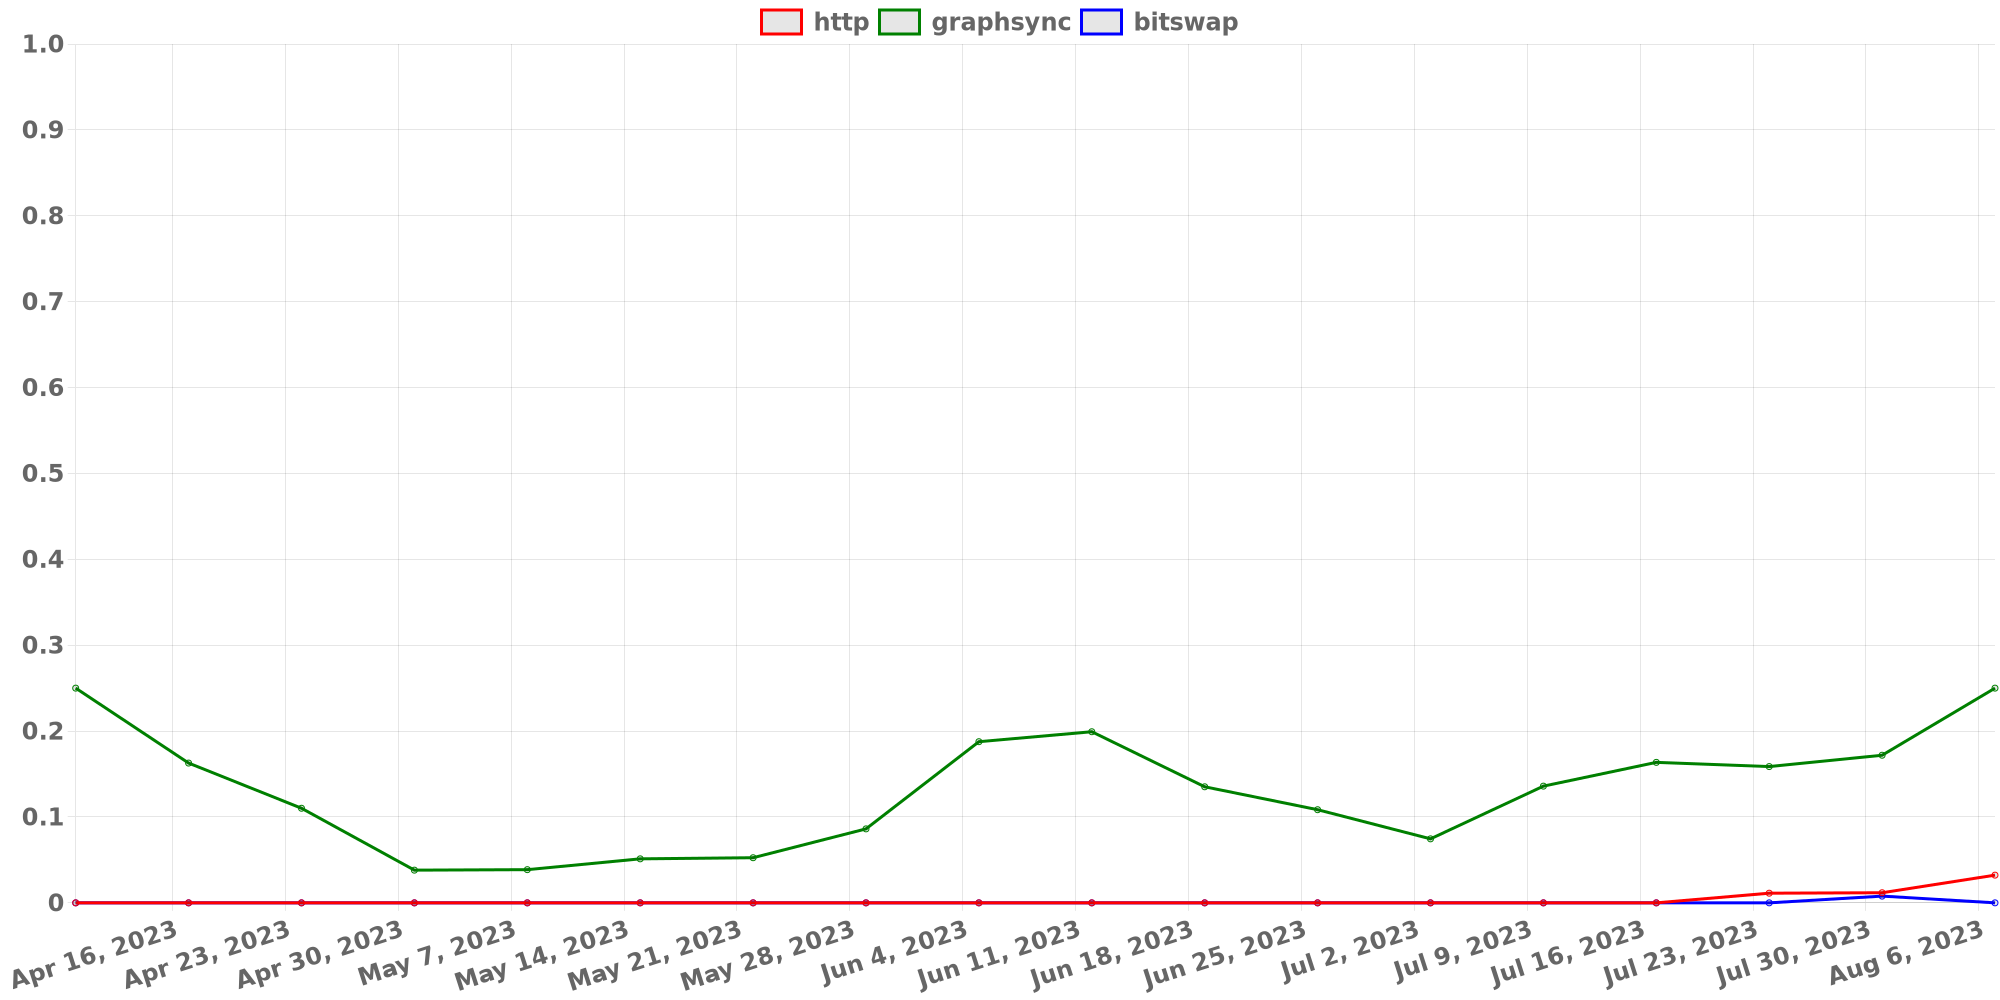 http graphsync bitswap
1.0
0.9
0.8
0.7
0.6
0.5
0.4
0.3
0.2
0.1
0
Apr 16, 2023
Apr 23, 2023
Apr 30, 2023
May 7, 2023
May 14, 2023
May 21, 2023
May 28, 2023
Jun 4, 2023
Jun 11, 2023
Jun 18, 2023
Jun 25, 2023
Jul 2, 2023
Jul 9, 2023
Jul 16, 2023
Jul 23, 2023
Jul 30, 2023
Aug 6, 2023